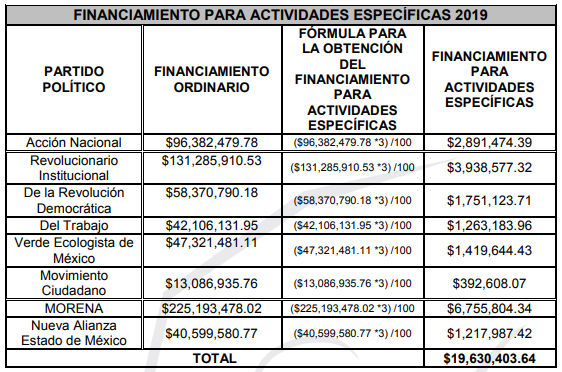 FINANCIAMIENTO PARA ACTIVIDADES ESPECÍFICAS 2019
PARTIDO POLÍTICO
FINANCIAMIENTO ORDINARIO
FÓRMULA PARA LA OBTENCIÓN DEL FINANCIAMIENTO PARA ACTIVIDADES ESPECÍFICAS
FINANCIAMIENTO PARA ACTIVIDADES ESPECÍFICAS
Acción Nacional $96,382,479.78 ($96,382,479.78 *3) /100 $2,891,474.39
Revolucionario Institucional $131,285,910.53 ($131,285,910.53 *3) /100 $3,938,577.32
De la Revolución Democrática $58,370,790.18 ($58,370,790.18 *3) /100 $1,751,123.71
Del Trabajo $42,106,131.95 ($42,106,131.95 *3) /100 $1,263,183.96
Verde Ecologista de México $47,321,481.11 ($47,321,481.11 *3) /100 $1,419,644.43
Movimiento Ciudadano $13,086,935.76 ($13,086,935.76 *3) /100 $392,608.07
MORENA $225,193,478.02 ($225,193,478.02 *3) /100 $6,755,804.34
Nueva Alianza Estado de México $40,599,580.77 ($40,599,580.77 *3) /100 $1,217,987.42
TOTAL $19,630,403.64